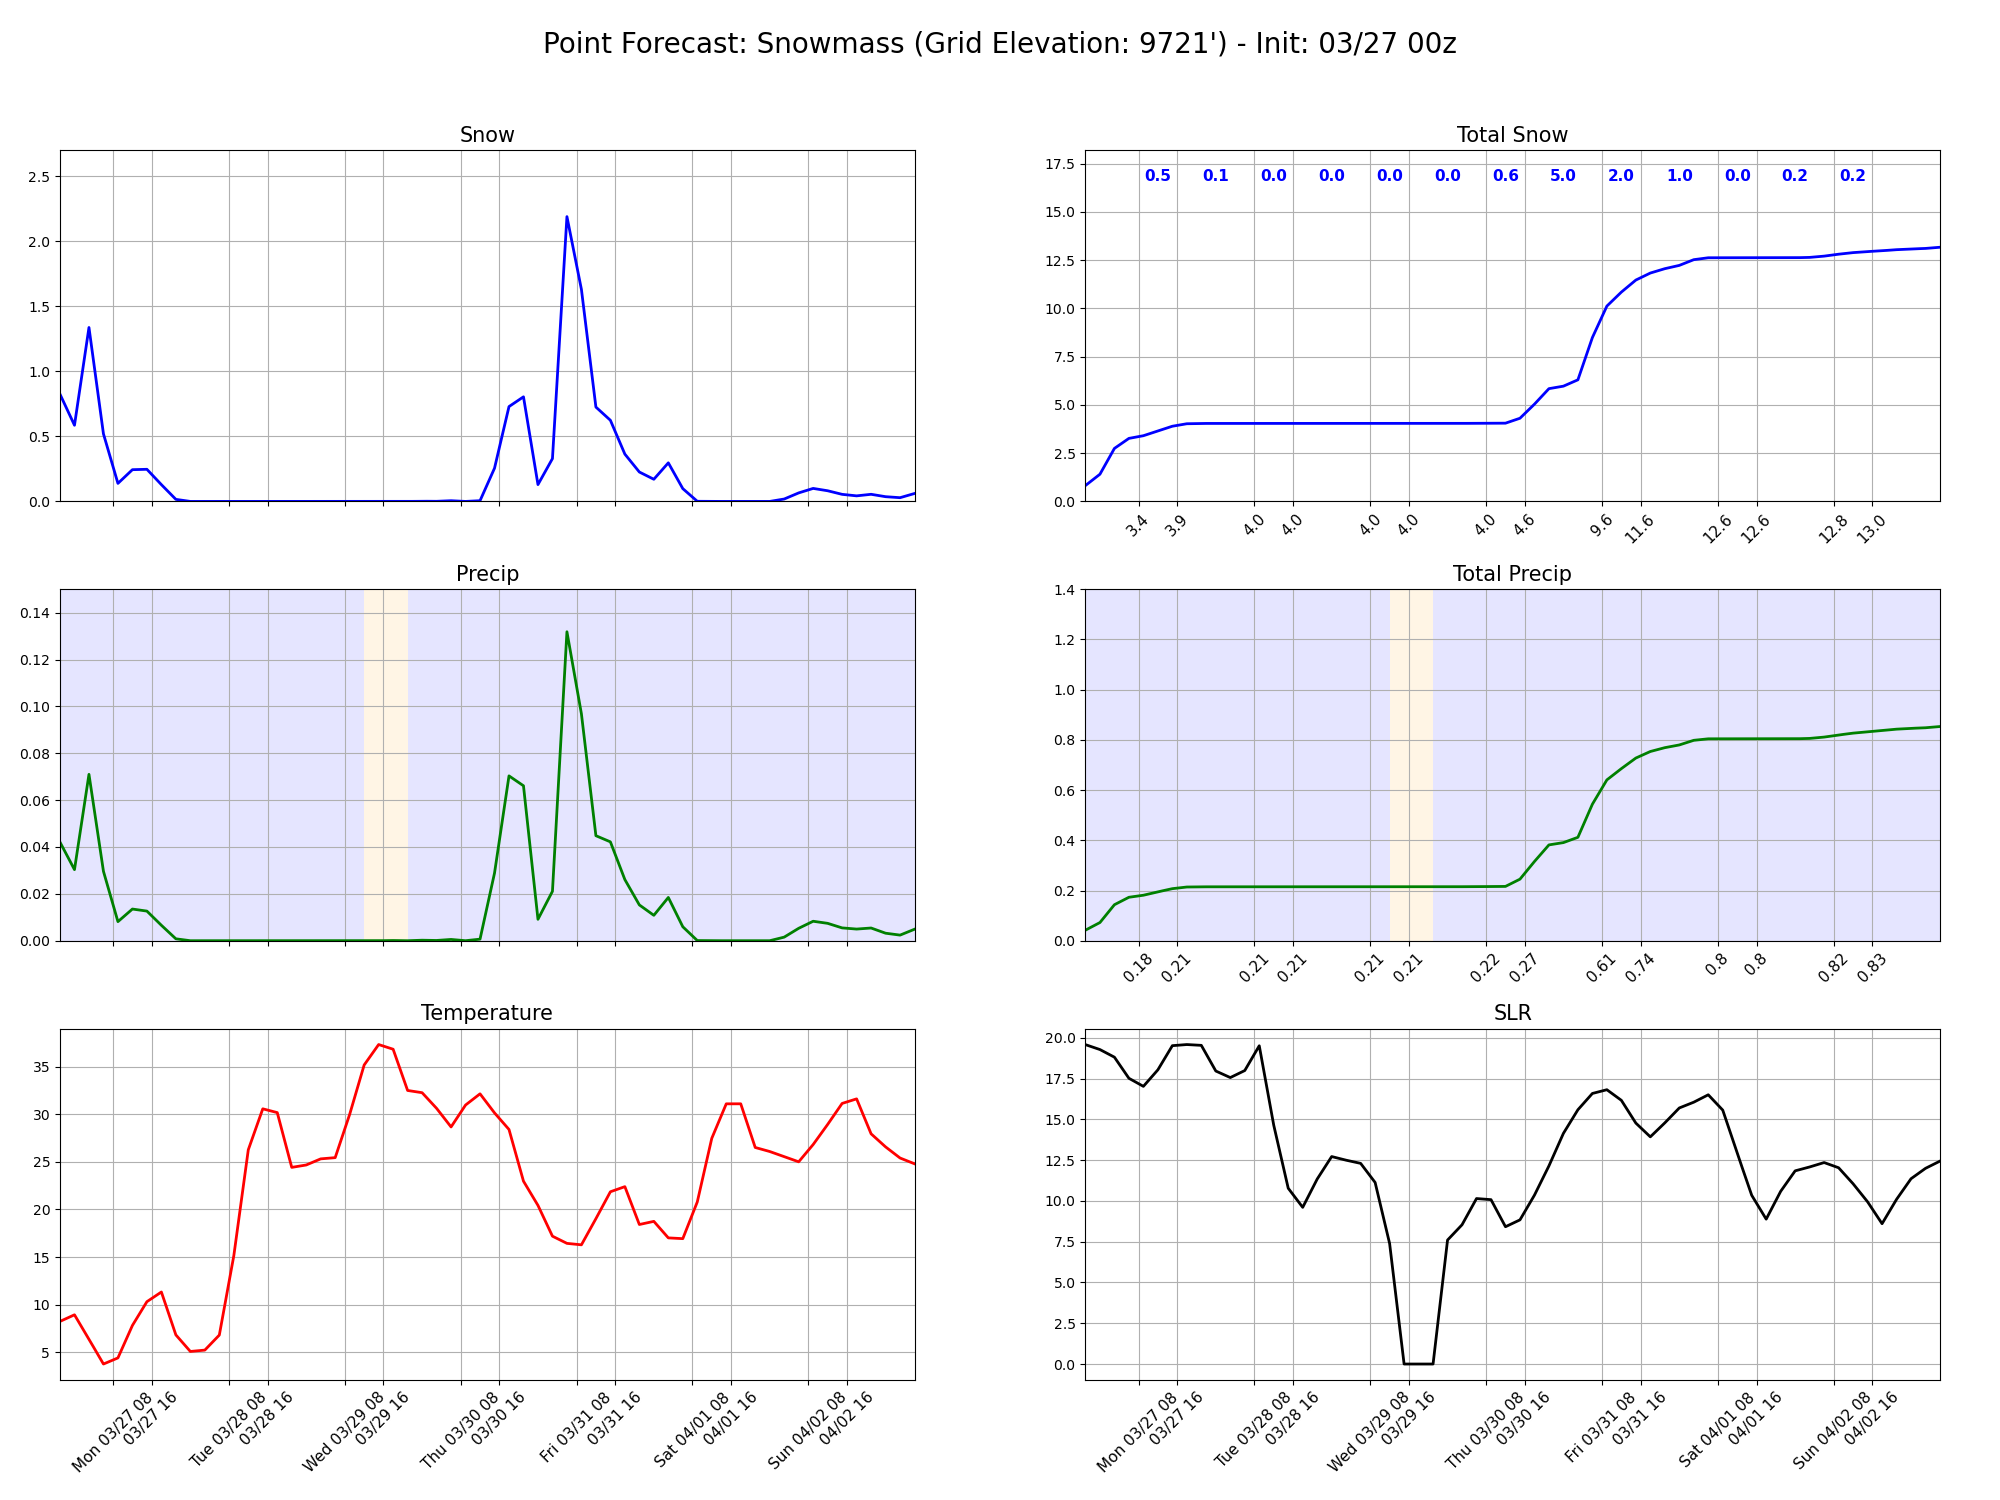 Point Forecast: Snowmass (Grid Elevation: 9721') - Init: 03/27 00z
Snow
2.5
2.0
1.5
1.0
0.5
0.0
Total Snow
17.5
15.0
12.5
10.0
7.5
5.0
2.5
0.0
0.5 0.1 0.0 0.0 0.0 0.0 0.6 5.0 2.0 1.0 0.0 0.2 0.2
3.4 3.9 4.0 4.0 4.0 4.0 4.0 4.6 9.6 11.6 12.6 12.6 12.8 13.0
Precip
0.14
0.12
0.10
0.08
0.06
0.04
0.02
0.00
Total Precip
1.4
1.2
1.0
0.8
0.6
0.4
0.2
0.0
0.18 0.21 0.21 0.21 0.21 0.21 0.22 0.27 0.61 0.74 0.8 0.8 0.82 0.83
Temperature
35
30
25
20
15
10
5
Mon 03/27 08
03/27 16
Tue 03/28 08
03/28 16
Wed 03/29 08
03/29 16
Thu 03/30 08
03/30 16
Fri 03/31 08
03/31 16
Sat 04/01 08
04/01 16
Sun 04/02 08
04/02 16
SLR
20.0
17.5
15.0
12.5
10.0
7.5
5.0
2.5
0.0
Mon 03/27 08
03/27 16
Tue 03/28 08
03/28 16
Wed 03/29 08
03/29 16
Thu 03/30 08
03/30 16
Fri 03/31 08
03/31 16
Sat 04/01 08
04/01 16
Sun 04/02 08
04/02 16